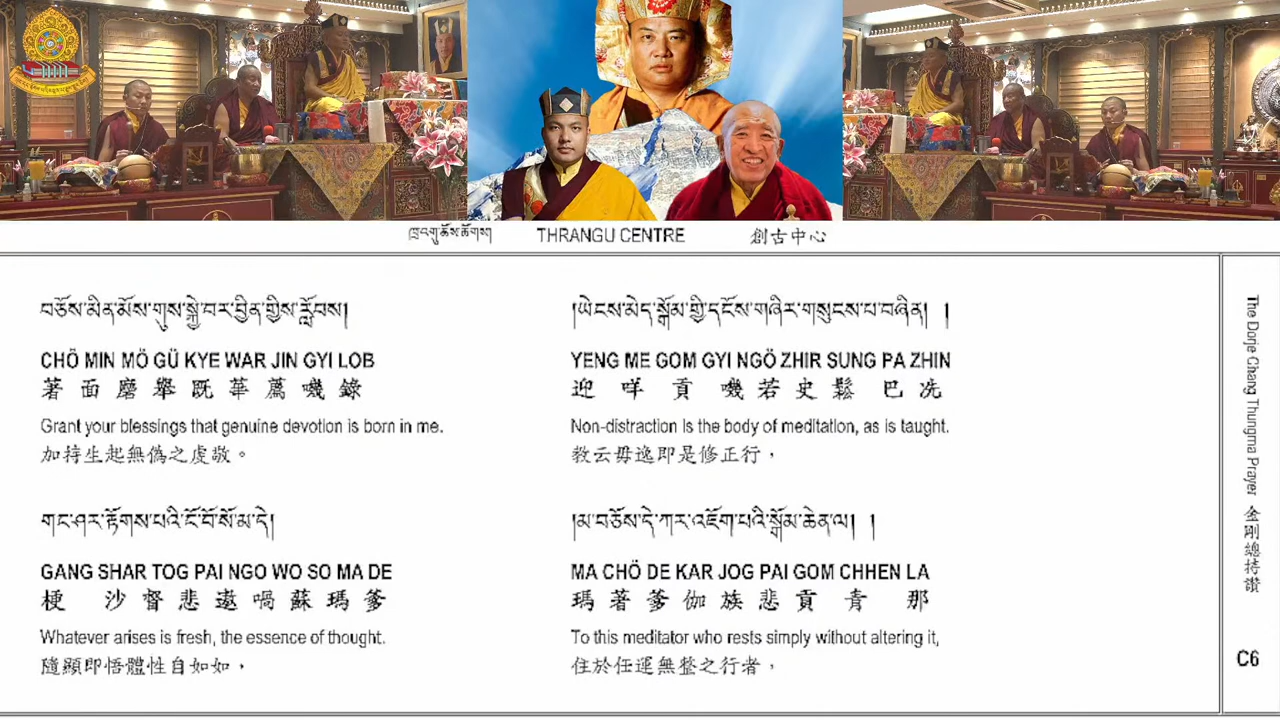 ཁྲ་འགུ་ཆོས་ཚོགས། THRANGU CENTRE 創古中心
བཅོས་མིན་མོས་གུས་སྐྱེ་བར་བྱིན་གྱིས་རློབས།
CHÖ MIN MÖ GÜ KYE WAR JIN GYI LOB
著面磨舉既華薦嘰錄
Grant your blessings that genuine devotion is born in me.
加持生起無偽之虔敬。
།ཡེངས་མེད་སྒོམ་གྱི་དངོས་གཞིར་གསུངས་པ་བཞིན། །
YENG ME GOM GYI NGÖ ZHIR SUNG PA ZHIN
迎咩貢嘰若史鬆巴冼
Non-distraction is the body of meditation, as is taught.
教云毋逸即是修正行，
གང་ཤར་རྟོགས་པའི་ངོ་བོ་སོ་མ་དེ།
GANG SHAR TOG PAI NGO WO SO MA DE
梗沙督悲遨喎蘇瑪爹
Whatever arises is fresh, the essence of thought.
隨顯即悟體性自如如，
།མ་བཅོས་དེ་ཀར་འཇོག་པའི་སྒོམ་ཆེན་ལ། །
MA CHÖ DE KAR JOG PAI GOM CHHEN LA
瑪著爹伽族悲貢青那
To this meditator who rests simply without altering it,
住於任運無整之行者，
The Dorje Chang Thungma Prayer 金剛總持讚
C6